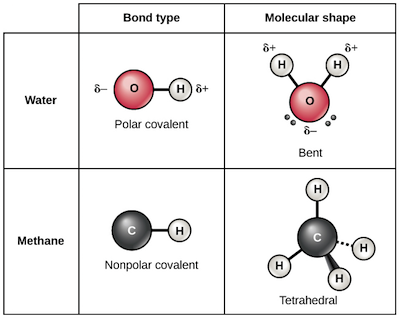 Bond type
Molecular shape
Water
δ– O H δ+
Polar covalent
δ+ δ+
H H
O
δ–
Bent
Methane
C H
Nonpolar covalent
H
C
H
H
H
Tetrahedral